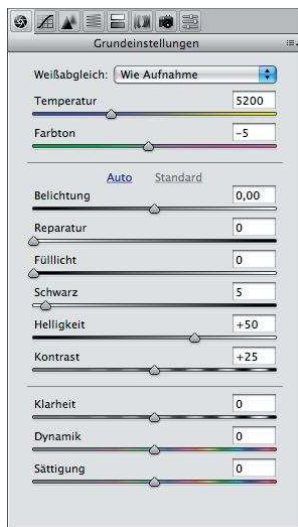 Grundeinstellungen
Weißabgleich: Wie Aufnahme
Temperatur 5200
Farbton -5
Auto Standard
Belichtung 0,00
Reparatur 0
Fülllicht 0
Schwarz 5
Helligkeit +50
Kontrast +25
Klarheit 0
Dynamik 0
Sättigung 0